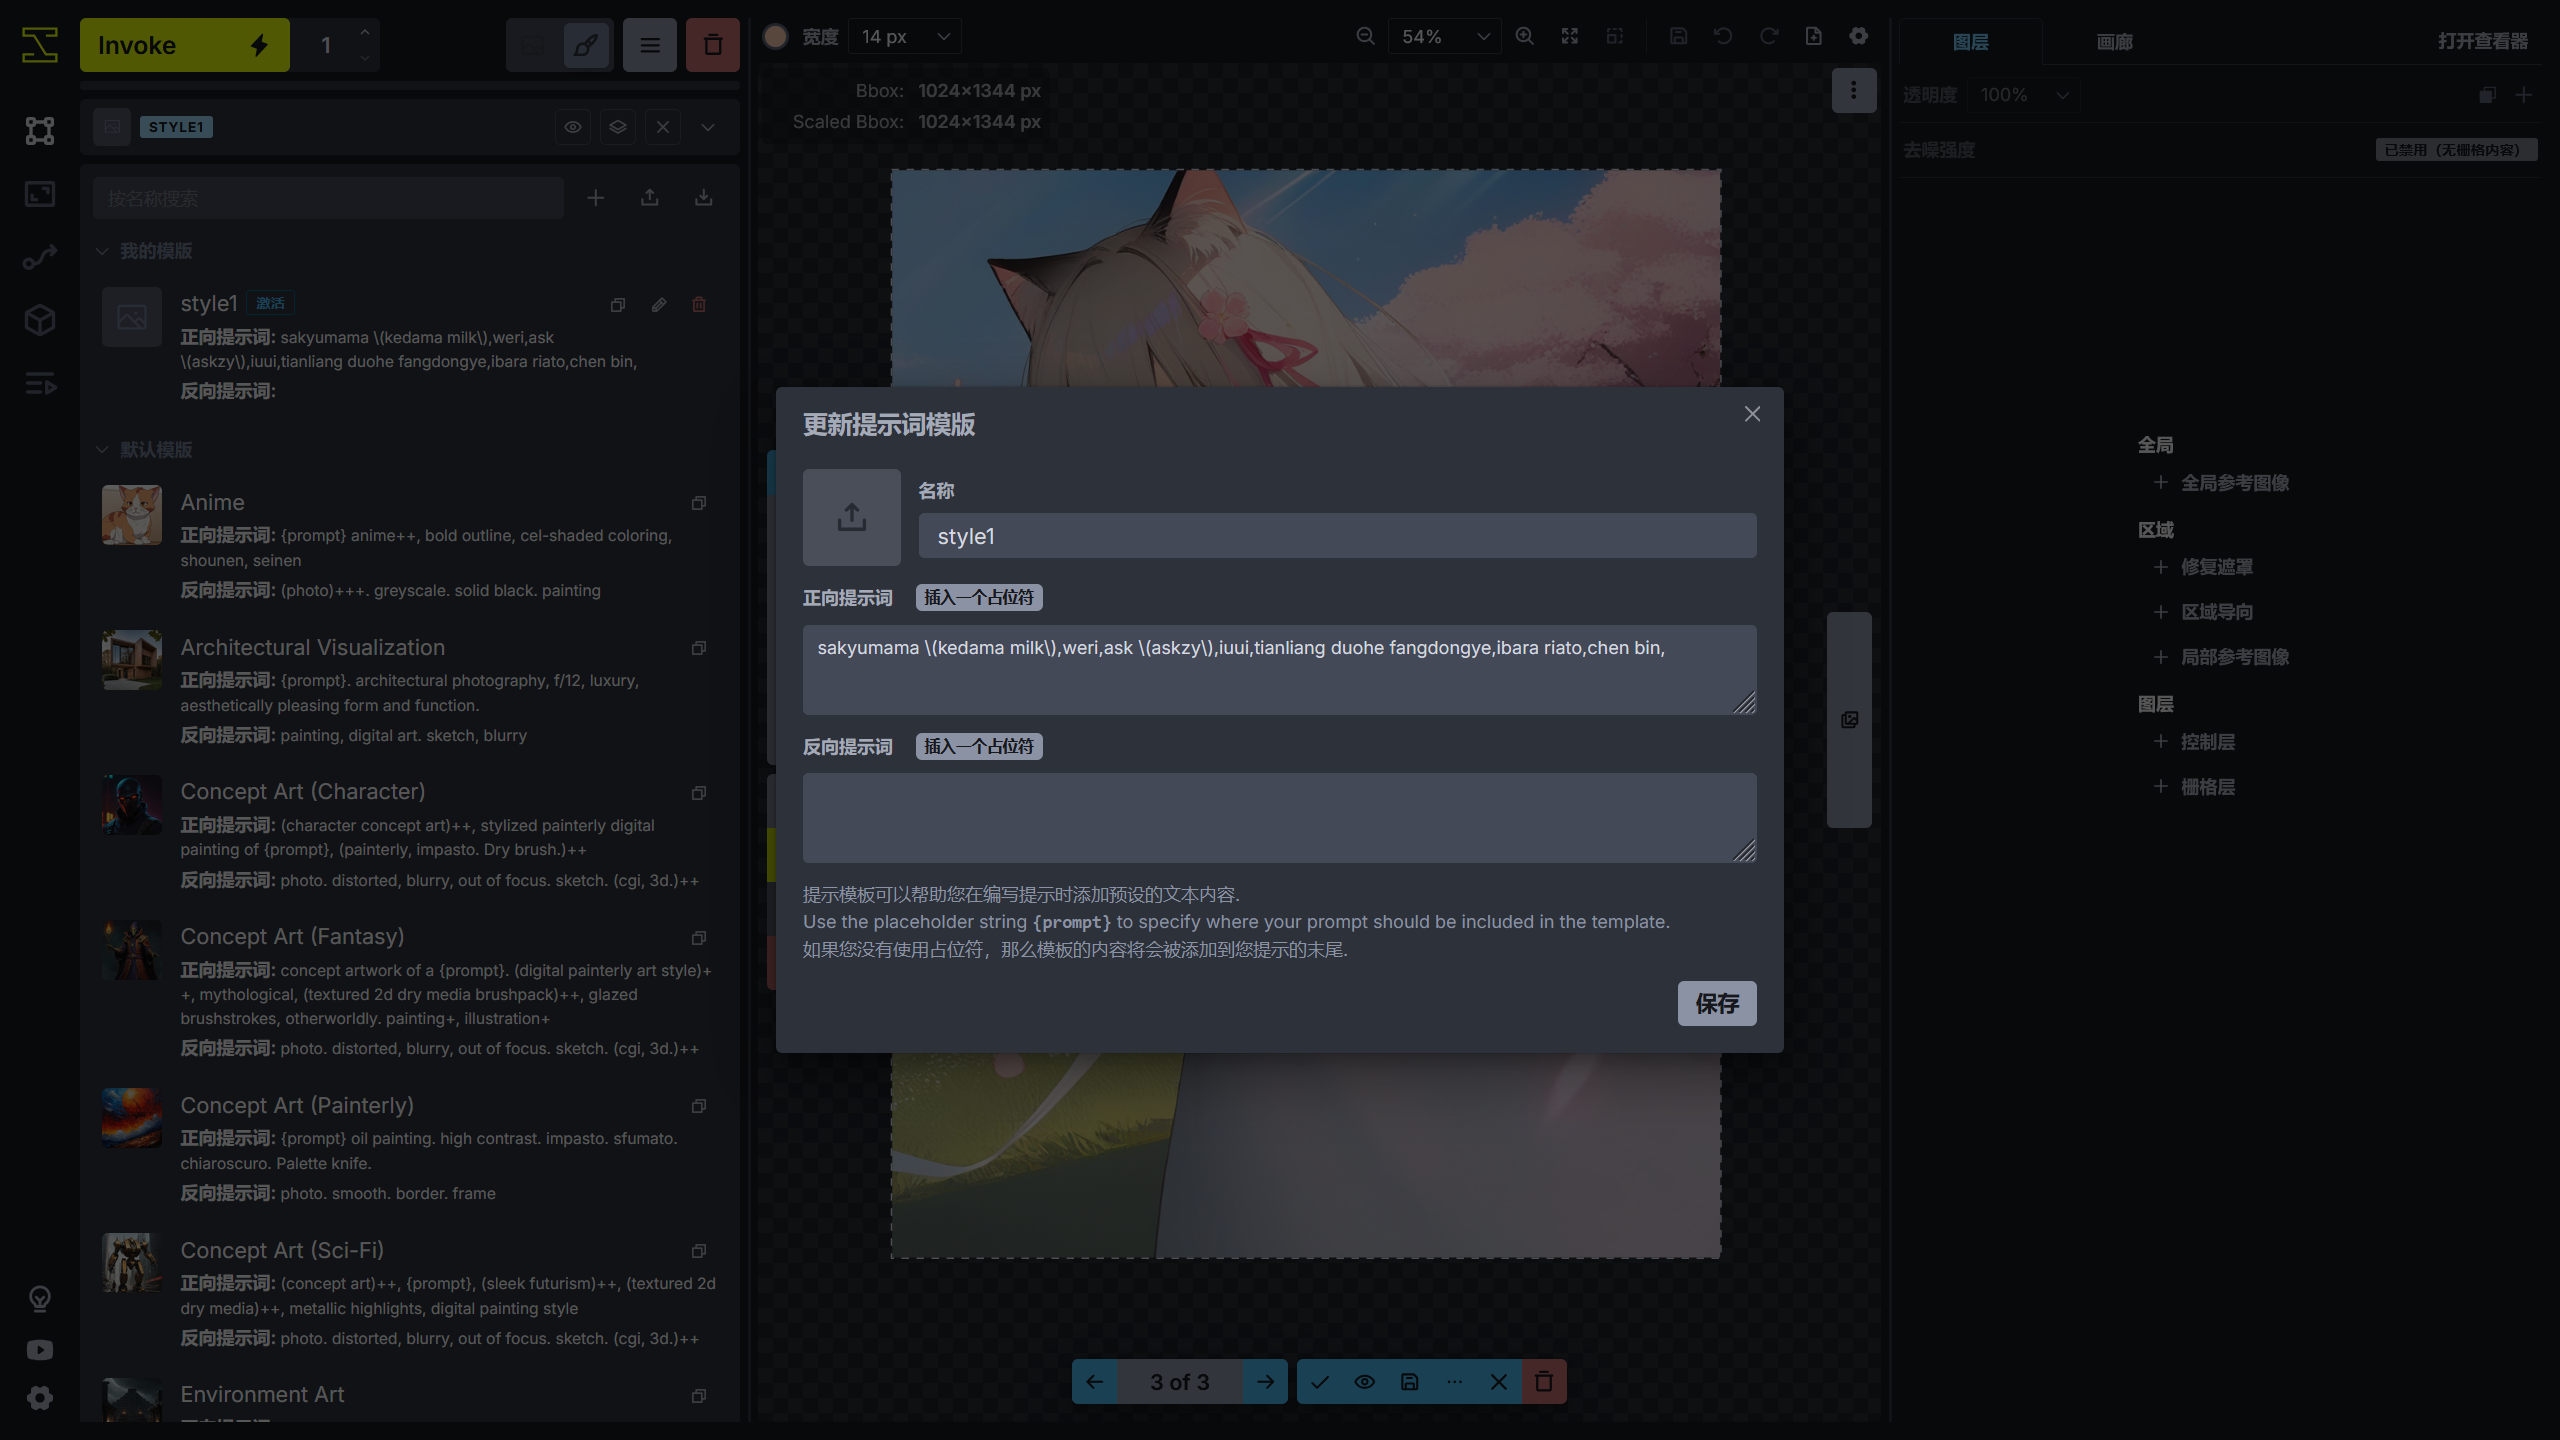 Invoke
1
STYLE1
按名称搜索
我的模版
style1 激活
正向提示词: sakyumama \(kedama milk\),weri,ask
\(askzy\),iuui,tianliang duohe fangdongye,ibara riato,chen bin,
反向提示词:
默认模版
Anime
正向提示词: {prompt} anime++, bold outline, cel-shaded coloring,
shounen, seinen
反向提示词: (photo)+++. greyscale. solid black. painting
Architectural Visualization
正向提示词: {prompt}. architectural photography, f/12, luxury,
aesthetically pleasing form and function.
反向提示词: painting, digital art. sketch, blurry
Concept Art (Character)
正向提示词: (character concept art)++, stylized painterly digital
painting of {prompt}, (painterly, impasto. Dry brush.)++
反向提示词: photo. distorted, blurry, out of focus. sketch. (cgi, 3d.)++
Concept Art (Fantasy)
正向提示词: concept artwork of a {prompt}. (digital painterly art style)+
+, mythological, (textured 2d dry media brushpack)++, glazed
brushstrokes, otherworldly. painting+, illustration+
反向提示词: photo. distorted, blurry, out of focus. sketch. (cgi, 3d.)++
Concept Art (Painterly)
正向提示词: {prompt} oil painting. high contrast. impasto. sfumato.
chiaroscuro. Palette knife.
反向提示词: photo. smooth. border. frame
Concept Art (Sci-Fi)
正向提示词: (concept art)++, {prompt}, (sleek futurism)++, (textured 2d
dry media)++, metallic highlights, digital painting style
反向提示词: photo. distorted, blurry, out of focus. sketch. (cgi, 3d.)++
Environment Art
宽度 14 px
54%
Bbox: 1024×1344 px
Scaled Bbox: 1024×1344 px
更新提示词模版
名称
style1
正向提示词 插入一个占位符
sakyumama \(kedama milk\),weri,ask \(askzy\),iuui,tianliang duohe fangdongye,ibara riato,chen bin,
反向提示词 插入一个占位符
提示模板可以帮助您在编写提示时添加预设的文本内容.
Use the placeholder string {prompt} to specify where your prompt should be included in the template.
如果您没有使用占位符，那么模板的内容将会被添加到您提示的末尾.
保存
3 of 3
图层 画廊 打开查看器
透明度 100%
去噪强度 已禁用（无栅格内容）
全局
全局参考图像
区域
修复遮罩
区域导向
局部参考图像
图层
控制层
栅格层